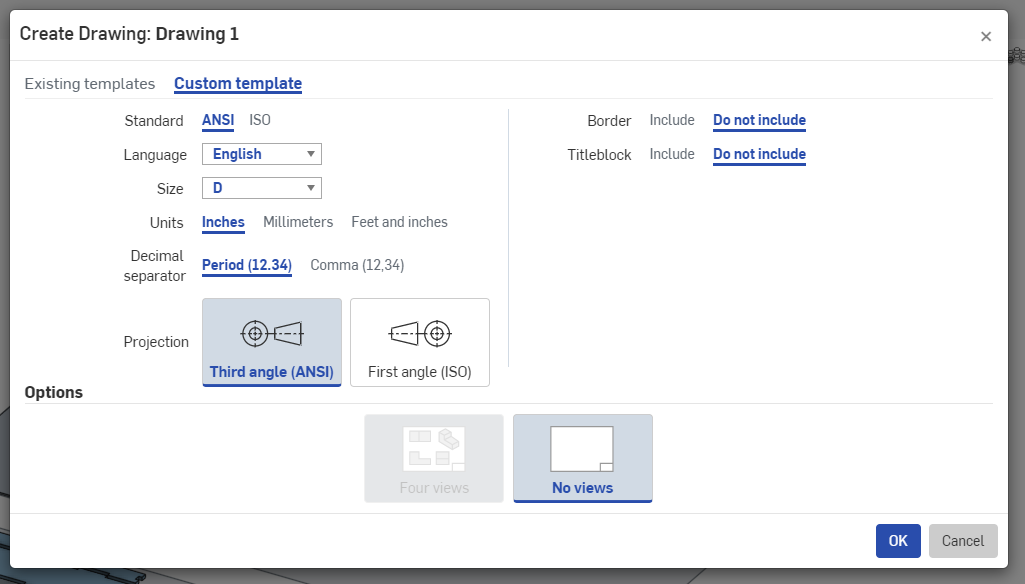 Create Drawing: Drawing 1
×
Existing templates Custom template
Standard ANSI ISO
Language English
Size D
Units Inches Millimeters Feet and inches
Decimal
separator Period (12.34) Comma (12,34)
Projection
Third angle (ANSI) First angle (ISO)
Border Include Do not include
Titleblock Include Do not include
Options
Four views No views
OK Cancel